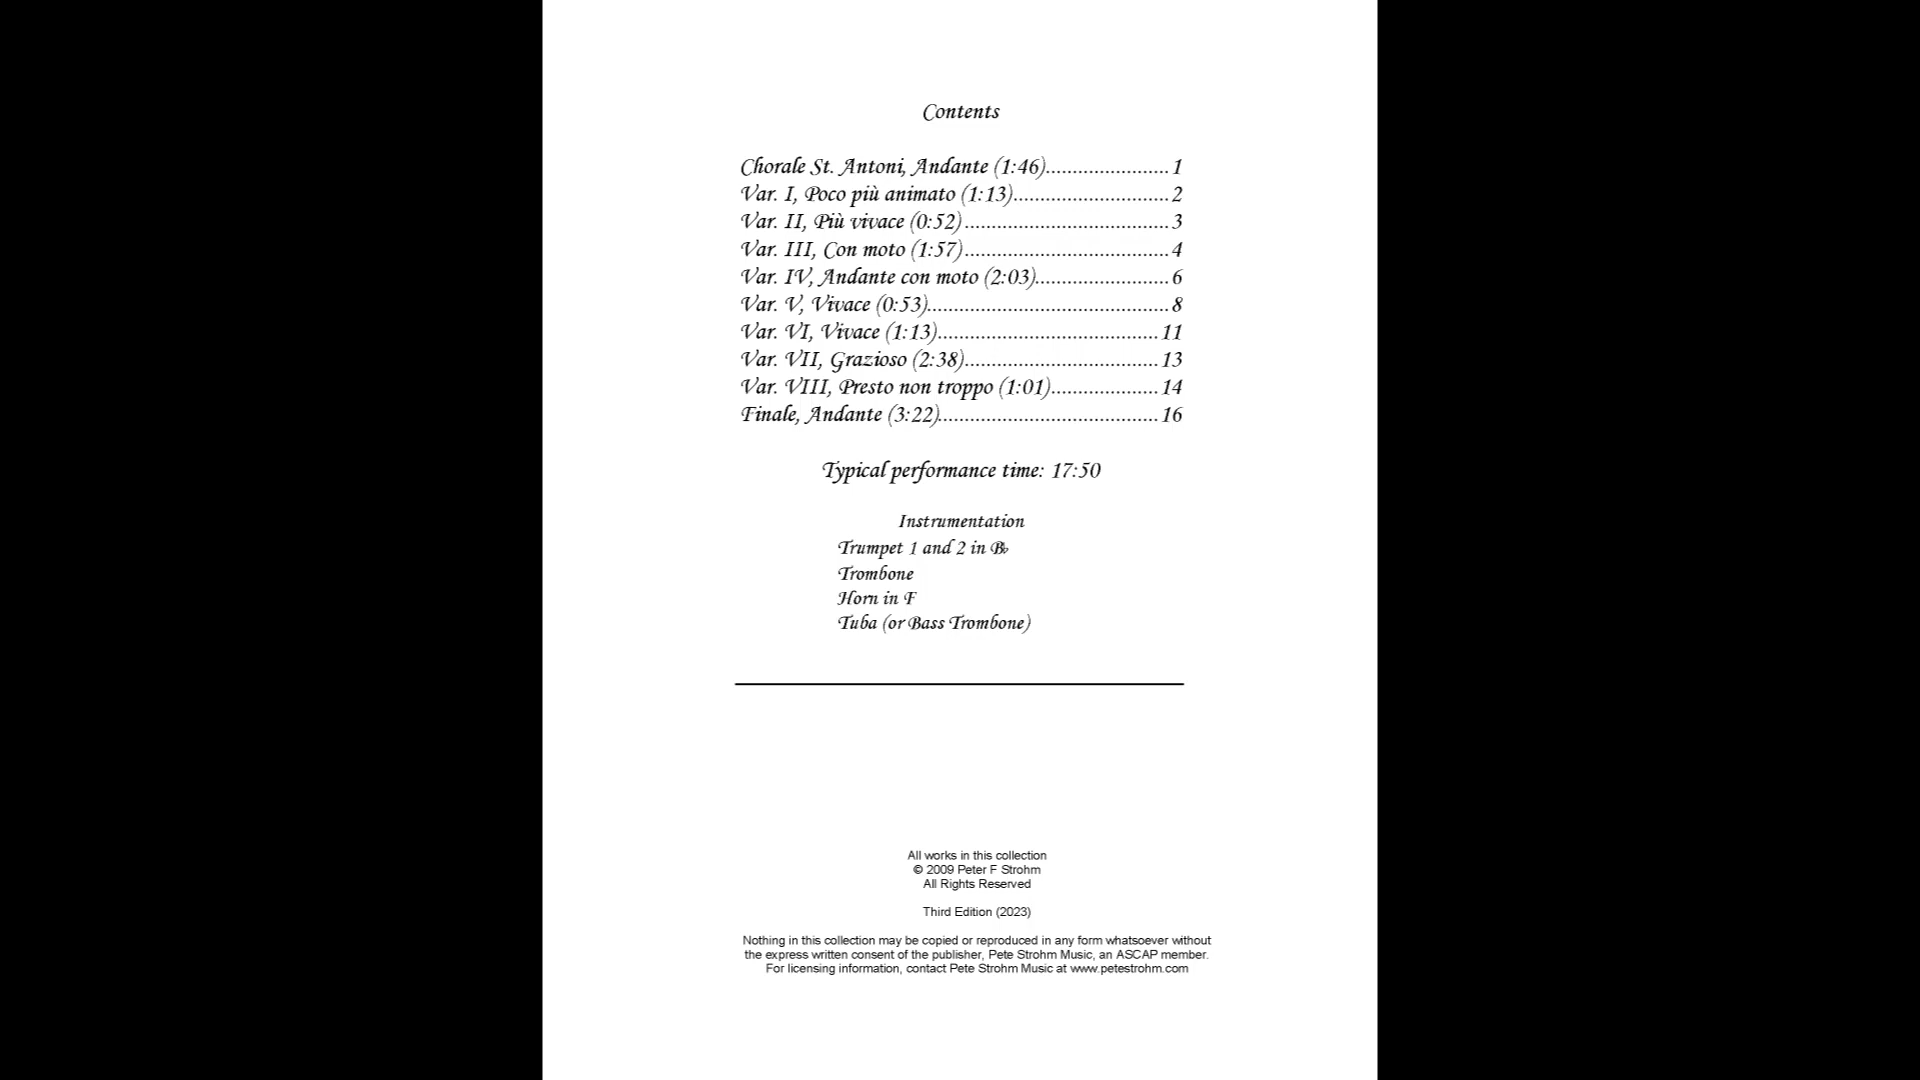 Contents
Chorale St. Antoni, Andante (1:46).......................1
Var. I, Poco più animato (1:13).............................2
Var. II, Più vivace (0:52).......................................3
Var. III, Con moto (1:57).......................................4
Var. IV, Andante con moto (2:03).........................6
Var. V, Vivace (0:53)..............................................8
Var. VI, Vivace (1:13)..........................................11
Var. VII, Grazioso (2:38).....................................13
Var. VIII, Presto non troppo (1:01)....................14
Finale, Andante (3:22)..........................................16
Typical performance time: 17:50
Instrumentation
Trumpet 1 and 2 in B♭
Trombone
Horn in F
Tuba (or Bass Trombone)
All works in this collection
© 2009 Peter F Strohm
All Rights Reserved
Third Edition (2023)
Nothing in this collection may be copied or reproduced in any form whatsoever without
the express written consent of the publisher, Pete Strohm Music, an ASCAP member.
For licensing information, contact Pete Strohm Music at www.petestrohm.com